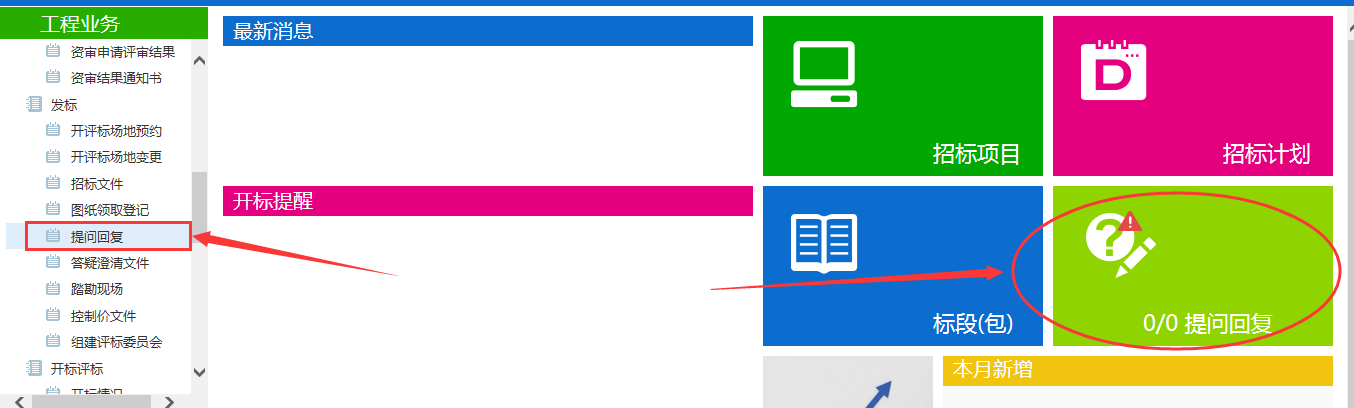 工程业务
资审申请评审结果
资审结果通知书
发标
开评标场地预约
开评标场地变更
招标文件
图纸领取登记
提问回复
答疑澄清文件
踏勘现场
控制价文件
组建评标委员会
开标评标
开标情况
最新消息
开标提醒
招标项目
D
招标计划
标段(包)
0/0 提问回复
本月新增